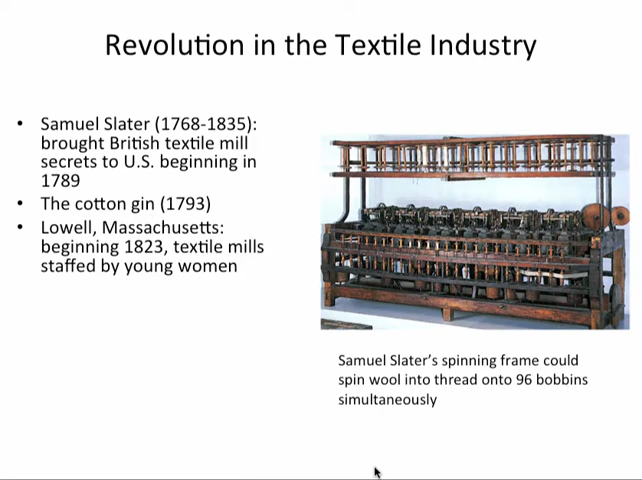 Revolution in the Textile Industry
• Samuel Slater (1768-1835):
brought British textile mill
secrets to U.S. beginning in
1789
• The cotton gin (1793)
• Lowell, Massachusetts:
beginning 1823, textile mills
staffed by young women
Samuel Slater's spinning frame could
spin wool into thread onto 96 bobbins
simultaneously